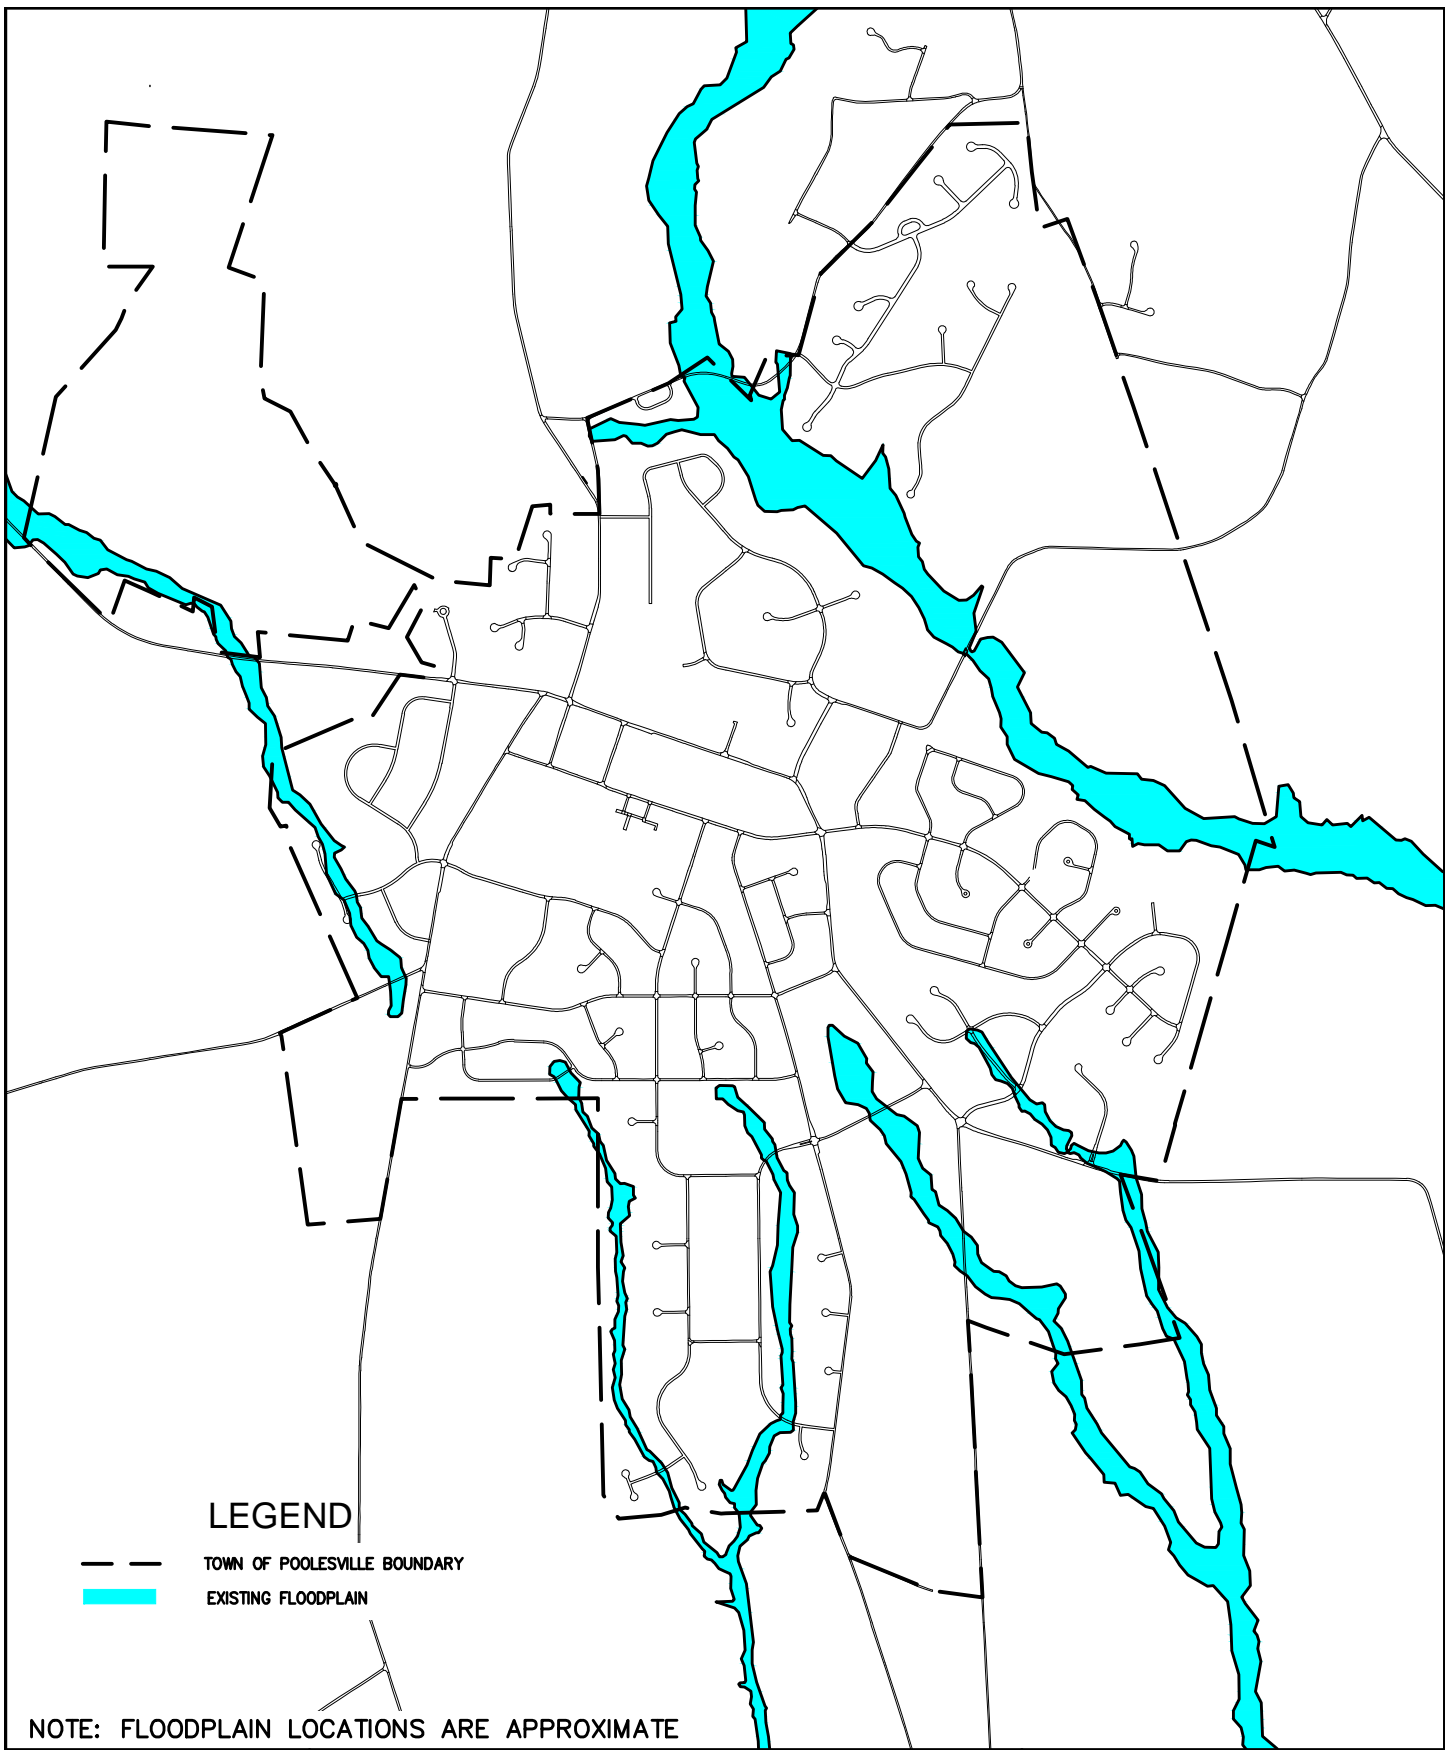 LEGEND
TOWN OF POOLESVILLE BOUNDARY
EXISTING FLOODPLAIN
NOTE: FLOODPLAIN LOCATIONS ARE APPROXIMATE